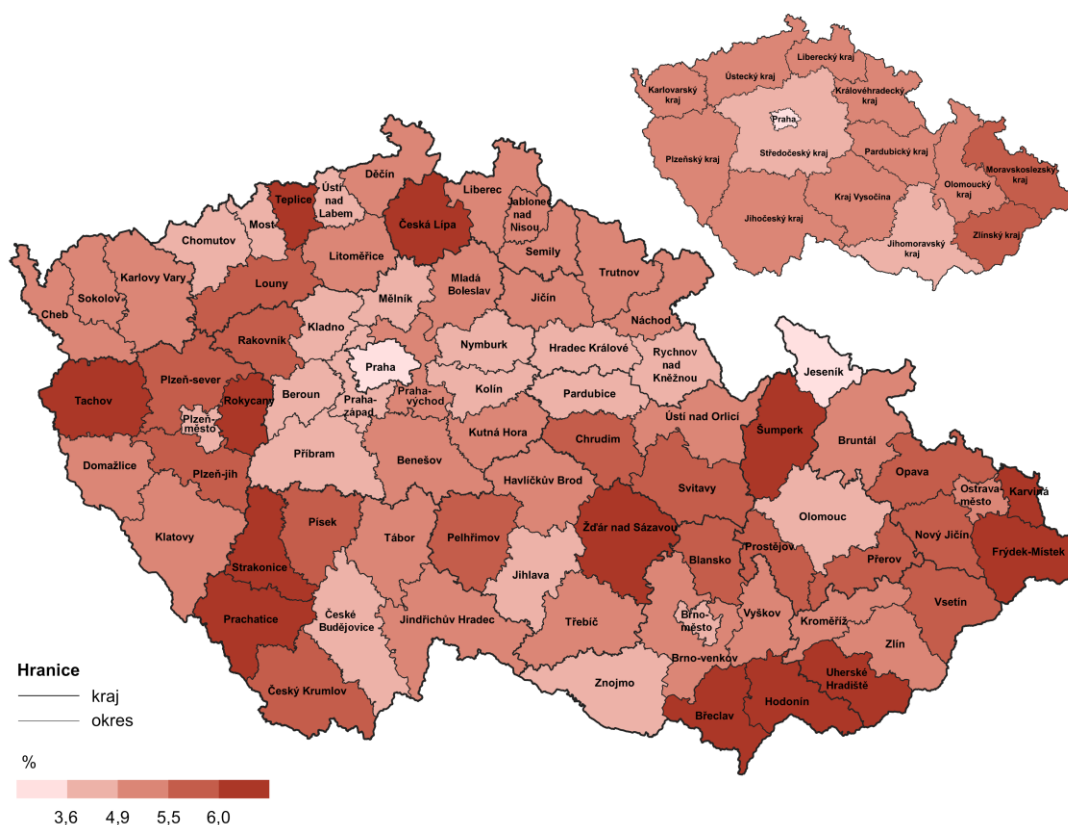 Liberecký kraj
Ústecký kraj
Karlovarský
kraj
Královéhradecký
kraj
Praha
Středočeský kraj
Pardubický kraj
Plzeňský kraj
Moravskoslezský
kraj
Olomoucký
kraj
Kraj Vysočina
Jihočeský kraj
Jihomoravský
kraj
Zlínský kraj
Děčín
Liberec
Teplice
Ústí
nad
Labem
Jablonec
nad
Nisou
Česká Lípa
Most
Chomutov
Semily
Litoměřice
Trutnov
Karlovy Vary
Mladá
Boleslav
Louny
Sokolov
Mělník
Jičín
Cheb
Kladno
Náchod
Rakovník
Nymburk
Hradec Králové
Rychnov
nad
Kněžnou
Praha
Jeseník
Plzeň-sever
Kolín
Tachov
Rokycany
Beroun
Praha-
západ
Praha-
východ
Pardubice
Plzeň-
město
Ústí nad Orlicí
Šumperk
Kutná Hora
Chrudim
Bruntál
Příbram
Benešov
Domažlice
Plzeň-jih
Opava
Havlíčkův Brod
Svitavy
Ostrava-
město
Karviná
Olomouc
Písek
Žďár nad Sázavou
Klatovy
Tábor
Pelhřimov
Nový Jičín
Prostějov
Frýdek-Místek
Blansko
Přerov
Strakonice
Jihlava
Vsetín
Prachatice
České
Budějovice
Jindřichův Hradec
Třebíč
Brno-
město
Vyškov
Kroměříž
Zlín
Brno-venkov
Uherské
Hradiště
Znojmo
Český Krumlov
Hodonín
Břeclav
Hranice
kraj
okres
%
3,6 4,9 5,5 6,0